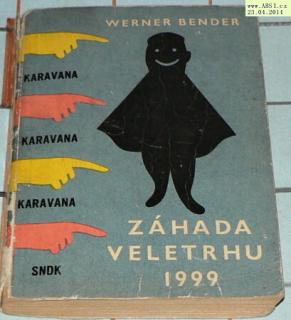 www.ABS1.cz
23.04.2014
WERNER BENDER
KARAVANA
KARAVANA
KARAVANA
SNDK
ZÁHADA
VELETRHU
1999